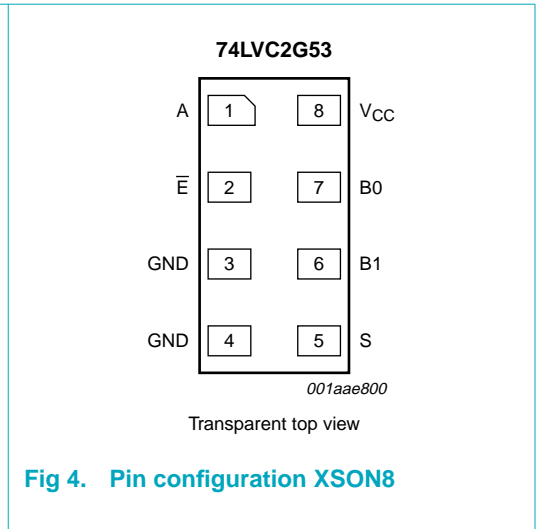 74LVC2G53
A 1 8 VCC
E̅ 2 7 B0
GND 3 6 B1
GND 4 5 S
001aae800
Transparent top view
Fig 4. Pin configuration XSON8